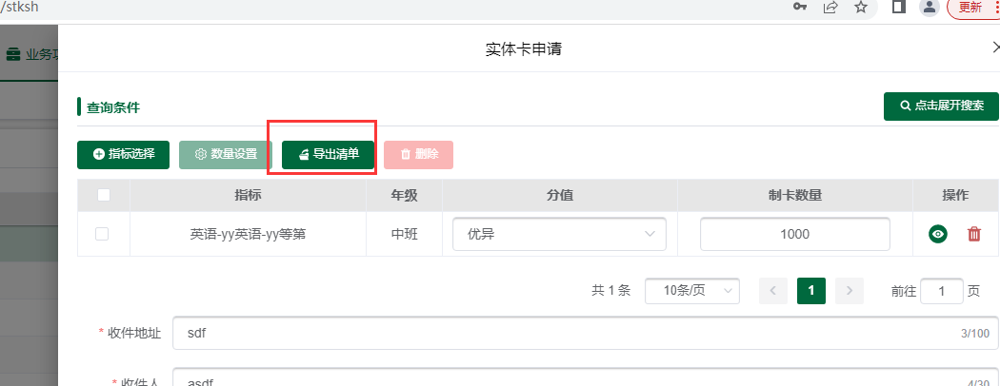 /stksh
更新
业务
实体卡申请
查询条件
点击展开搜索
指标选择 数量设置 导出清单 删除
指标 年级 分值 制卡数量 操作
英语-yy英语-yy等第 中班 优异 1000
共 1 条 10条/页 1 前往 1 页
* 收件地址 sdf 3/100
* 收件人 asdf 4/30